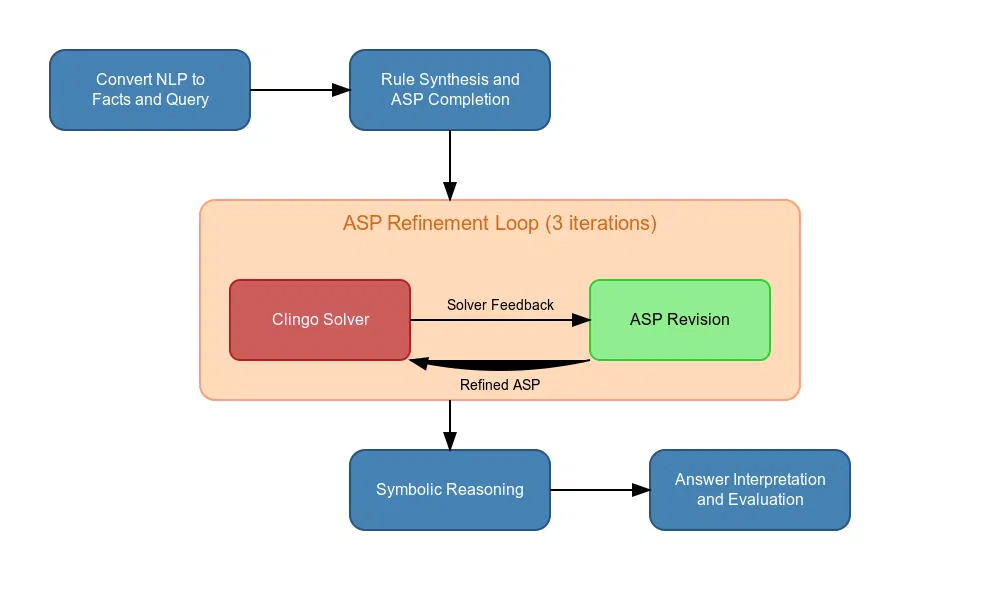 Convert NLP to
Facts and Query
Rule Synthesis and
ASP Completion
ASP Refinement Loop (3 iterations)
Clingo Solver
Solver Feedback
ASP Revision
Refined ASP
Symbolic Reasoning
Answer Interpretation
and Evaluation